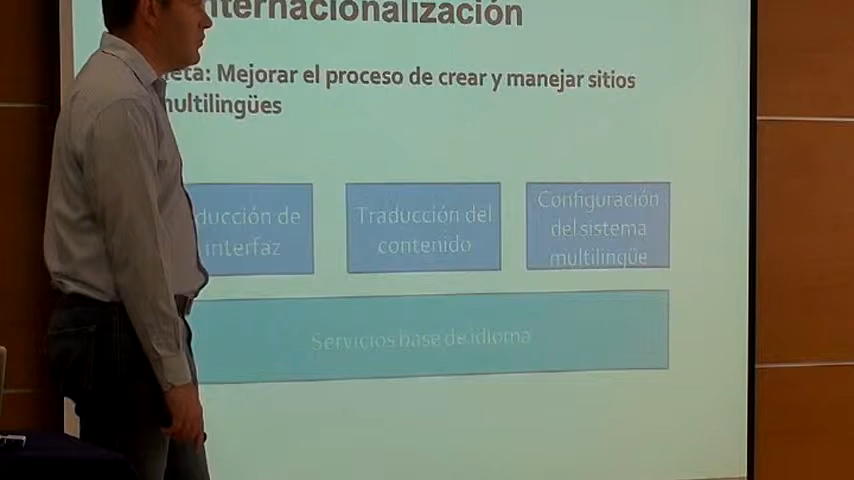 nternacionalización
eta: Mejorar el proceso de crear y manejar sitios
multilingües
ducción de
interfaz
Traducción del
contenido
Configuración
del sistema
multilingüe
Servicios base de idioma